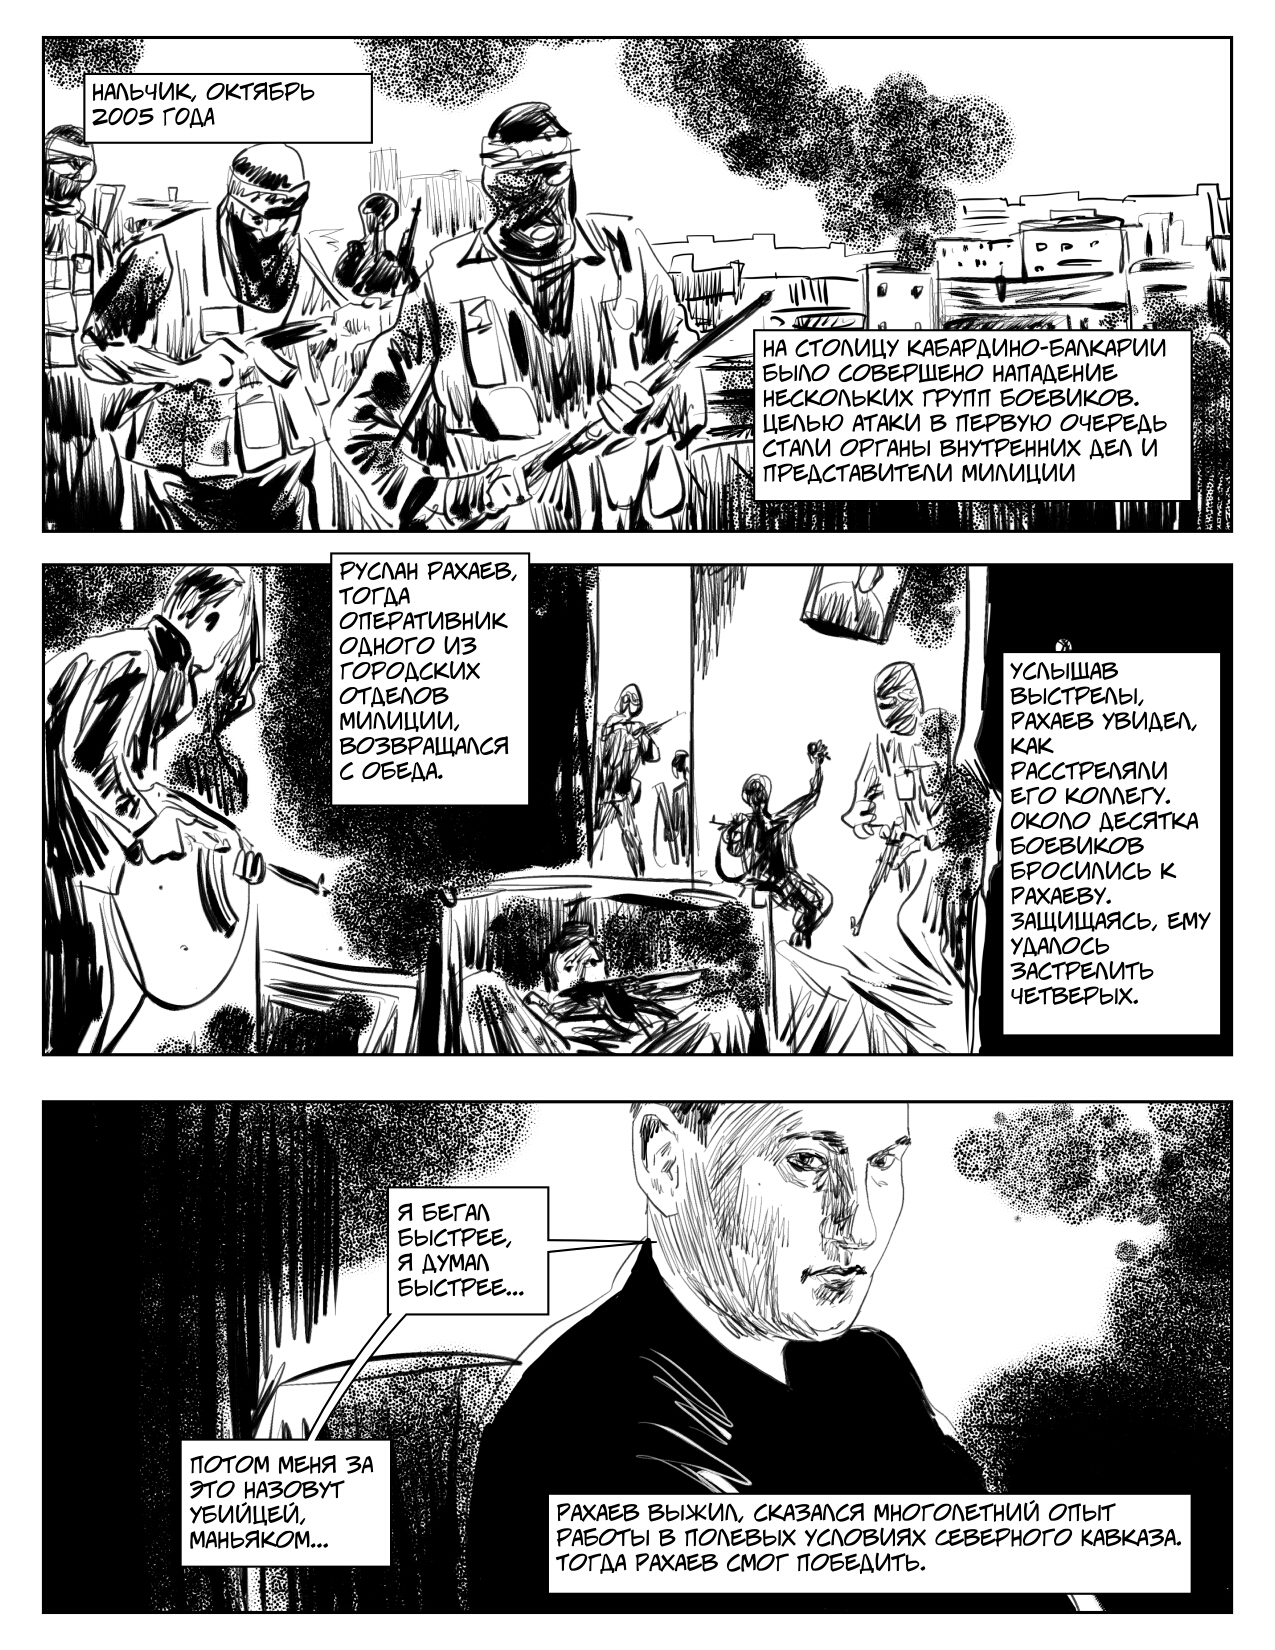 НАЛЬЧИК, ОКТЯБРЬ
2005 ГОДА
НА СТОЛИЦУ КАБАРДИНО-БАЛКАРИИ
БЫЛО СОВЕРШЕНО НАПАДЕНИЕ
НЕСКОЛЬКИХ ГРУПП БОЕВИКОВ.
ЦЕЛЬЮ АТАКИ В ПЕРВУЮ ОЧЕРЕДЬ
СТАЛИ ОРГАНЫ ВНУТРЕННИХ ДЕЛ И
ПРЕДСТАВИТЕЛИ МИЛИЦИИ
РУСЛАН РАХАЕВ,
ТОГДА
ОПЕРАТИВНИК
ОДНОГО ИЗ
ГОРОДСКИХ
ОТДЕЛОВ
МИЛИЦИИ,
ВОЗВРАЩАЛСЯ
С ОБЕДА.
УСЛЫШАВ
ВЫСТРЕЛЫ,
РАХАЕВ УВИДЕЛ,
КАК
РАССТРЕЛЯЛИ
ЕГО КОЛЛЕГУ.
ОКОЛО ДЕСЯТКА
БОЕВИКОВ
БРОСИЛИСЬ К
РАХАЕВУ.
ЗАЩИЩАЯСЬ, ЕМУ
УДАЛОСЬ
ЗАСТРЕЛИТЬ
ЧЕТВЕРЫХ.
Я БЕГАЛ
БЫСТРЕЕ,
Я ДУМАЛ
БЫСТРЕЕ...
ПОТОМ МЕНЯ ЗА
ЭТО НАЗОВУТ
УБИЙЦЕЙ,
МАНЬЯКОМ...
РАХАЕВ ВЫЖИЛ, СКАЗАЛСЯ МНОГОЛЕТНИЙ ОПЫТ
РАБОТЫ В ПОЛЕВЫХ УСЛОВИЯХ СЕВЕРНОГО КАВКАЗА.
ТОГДА РАХАЕВ СМОГ ПОБЕДИТЬ.